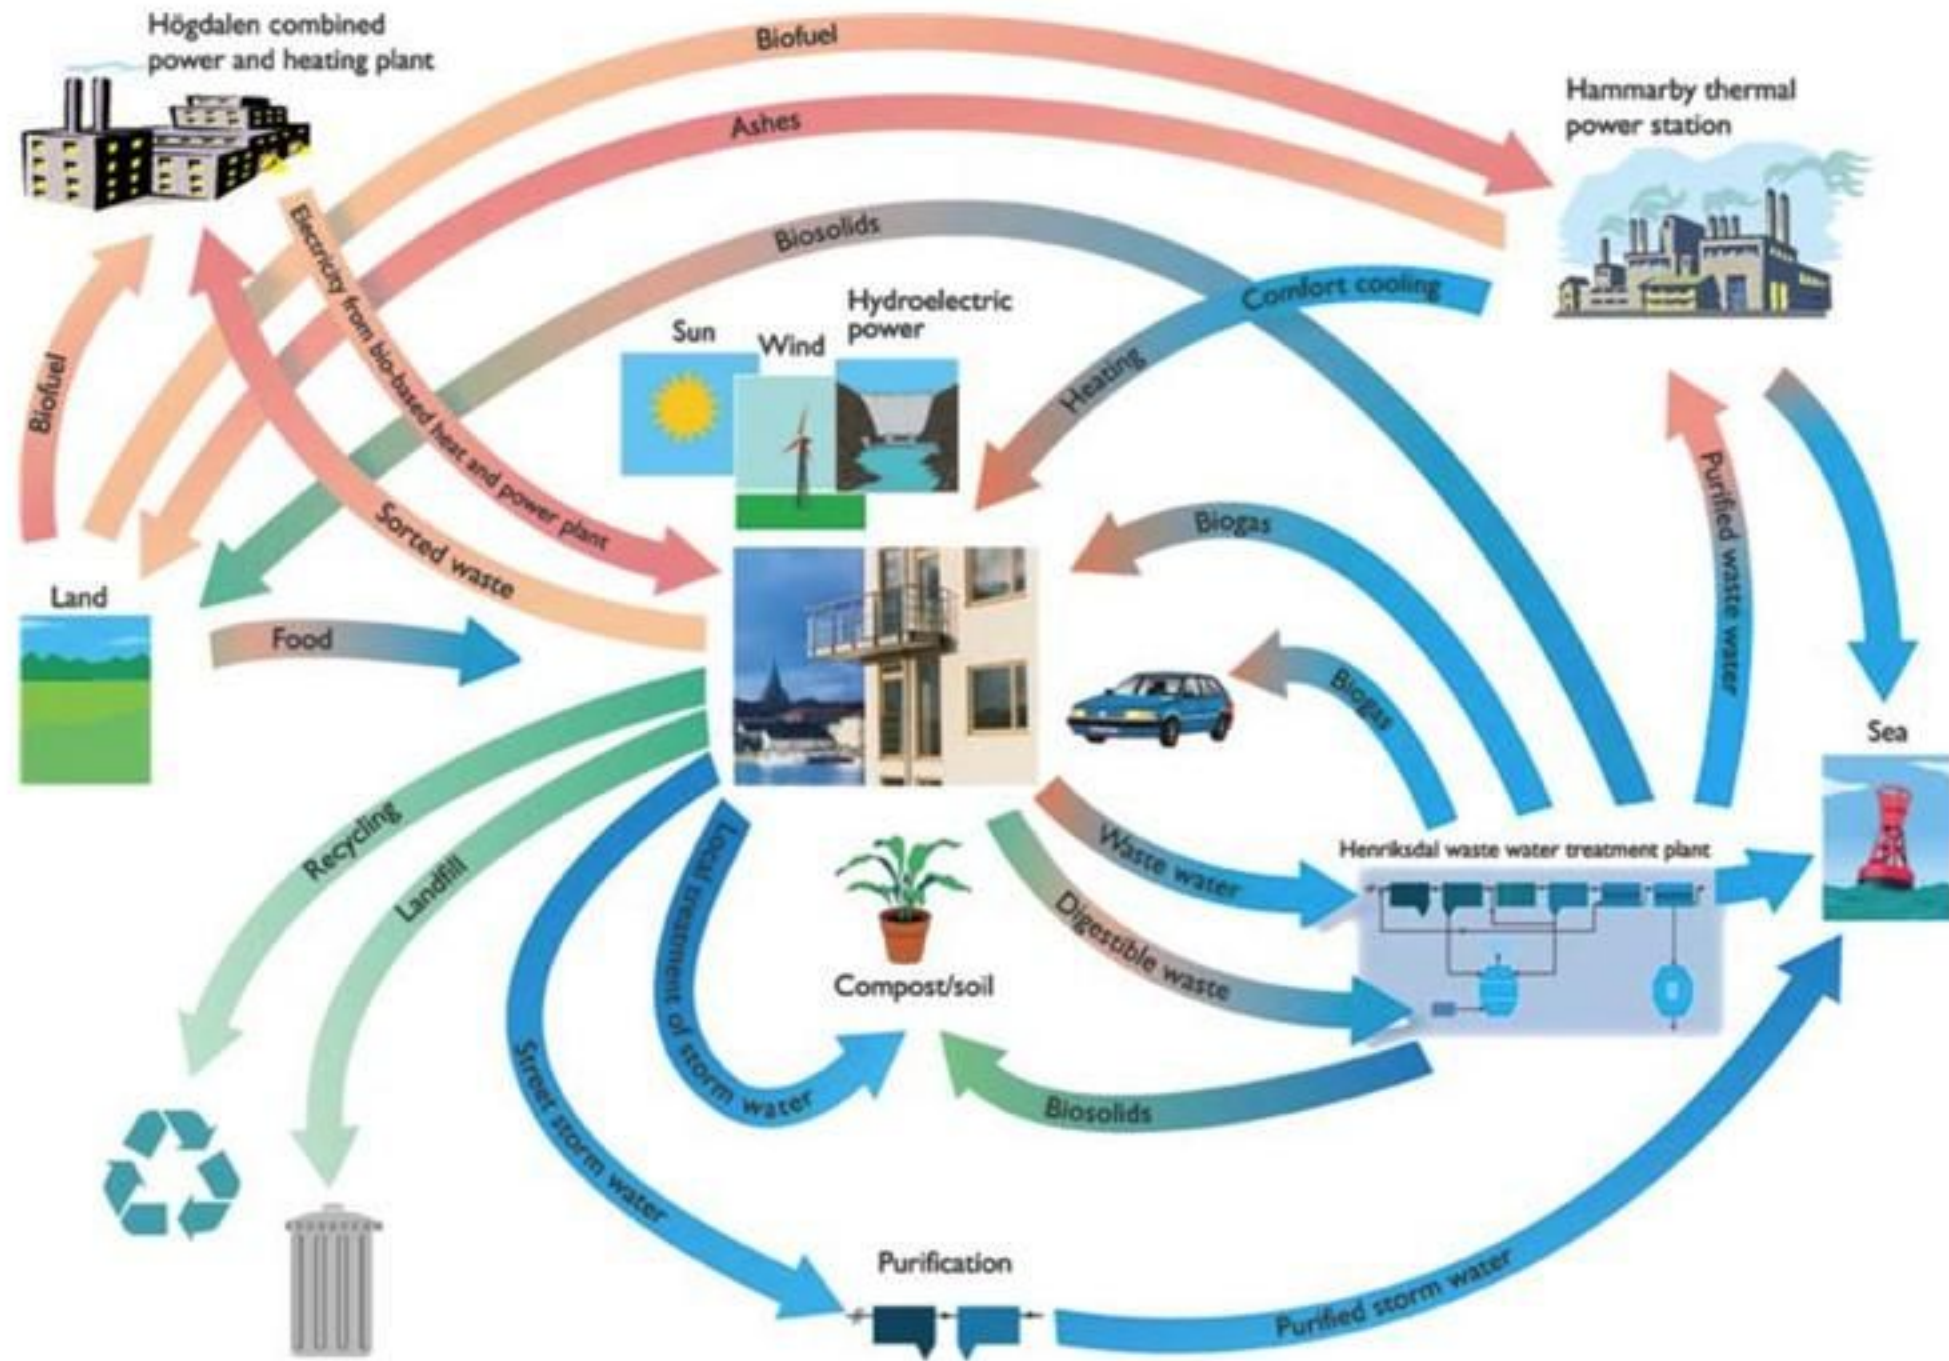 Högdalen combined
power and heating plant
Biofuel
Ashes
Biosolids
Hammarby thermal
power station
Electricity from bio-based heat and power plant
Biofuel
Sun
Wind
Hydroelectric
power
Comfort cooling
Heating
Sorted waste
Biogas
Purified waste water
Land
Food
Biogas
Sea
Recycling
Landfill
Local treatment of storm water
Waste water
Henriksdal waste water treatment plant
Digestible waste
Compost/soil
Street storm water
Biosolids
Purification
Purified storm water